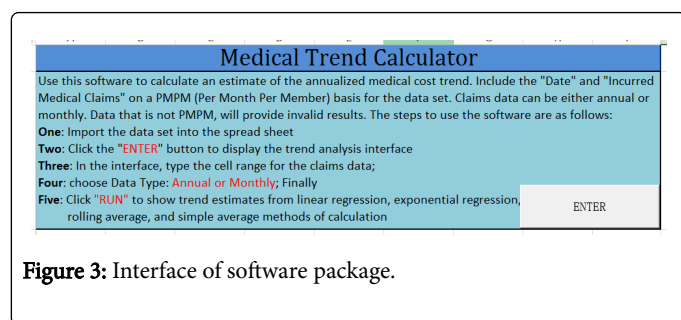 Medical Trend Calculator
Use this software to calculate an estimate of the annualized medical cost trend. Include the "Date" and "Incurred
Medical Claims" on a PMPM (Per Month Per Member) basis for the data set. Claims data can be either annual or
monthly. Data that is not PMPM, will provide invalid results. The steps to use the software are as follows:
One: Import the data set into the spread sheet
Two: Click the "ENTER" button to display the trend analysis interface
Three: In the interface, type the cell range for the claims data;
Four: choose Data Type: Annual or Monthly; Finally
Five: Click "RUN" to show trend estimates from linear regression, exponential regression,
rolling average, and simple average methods of calculation
ENTER
Figure 3: Interface of software package.